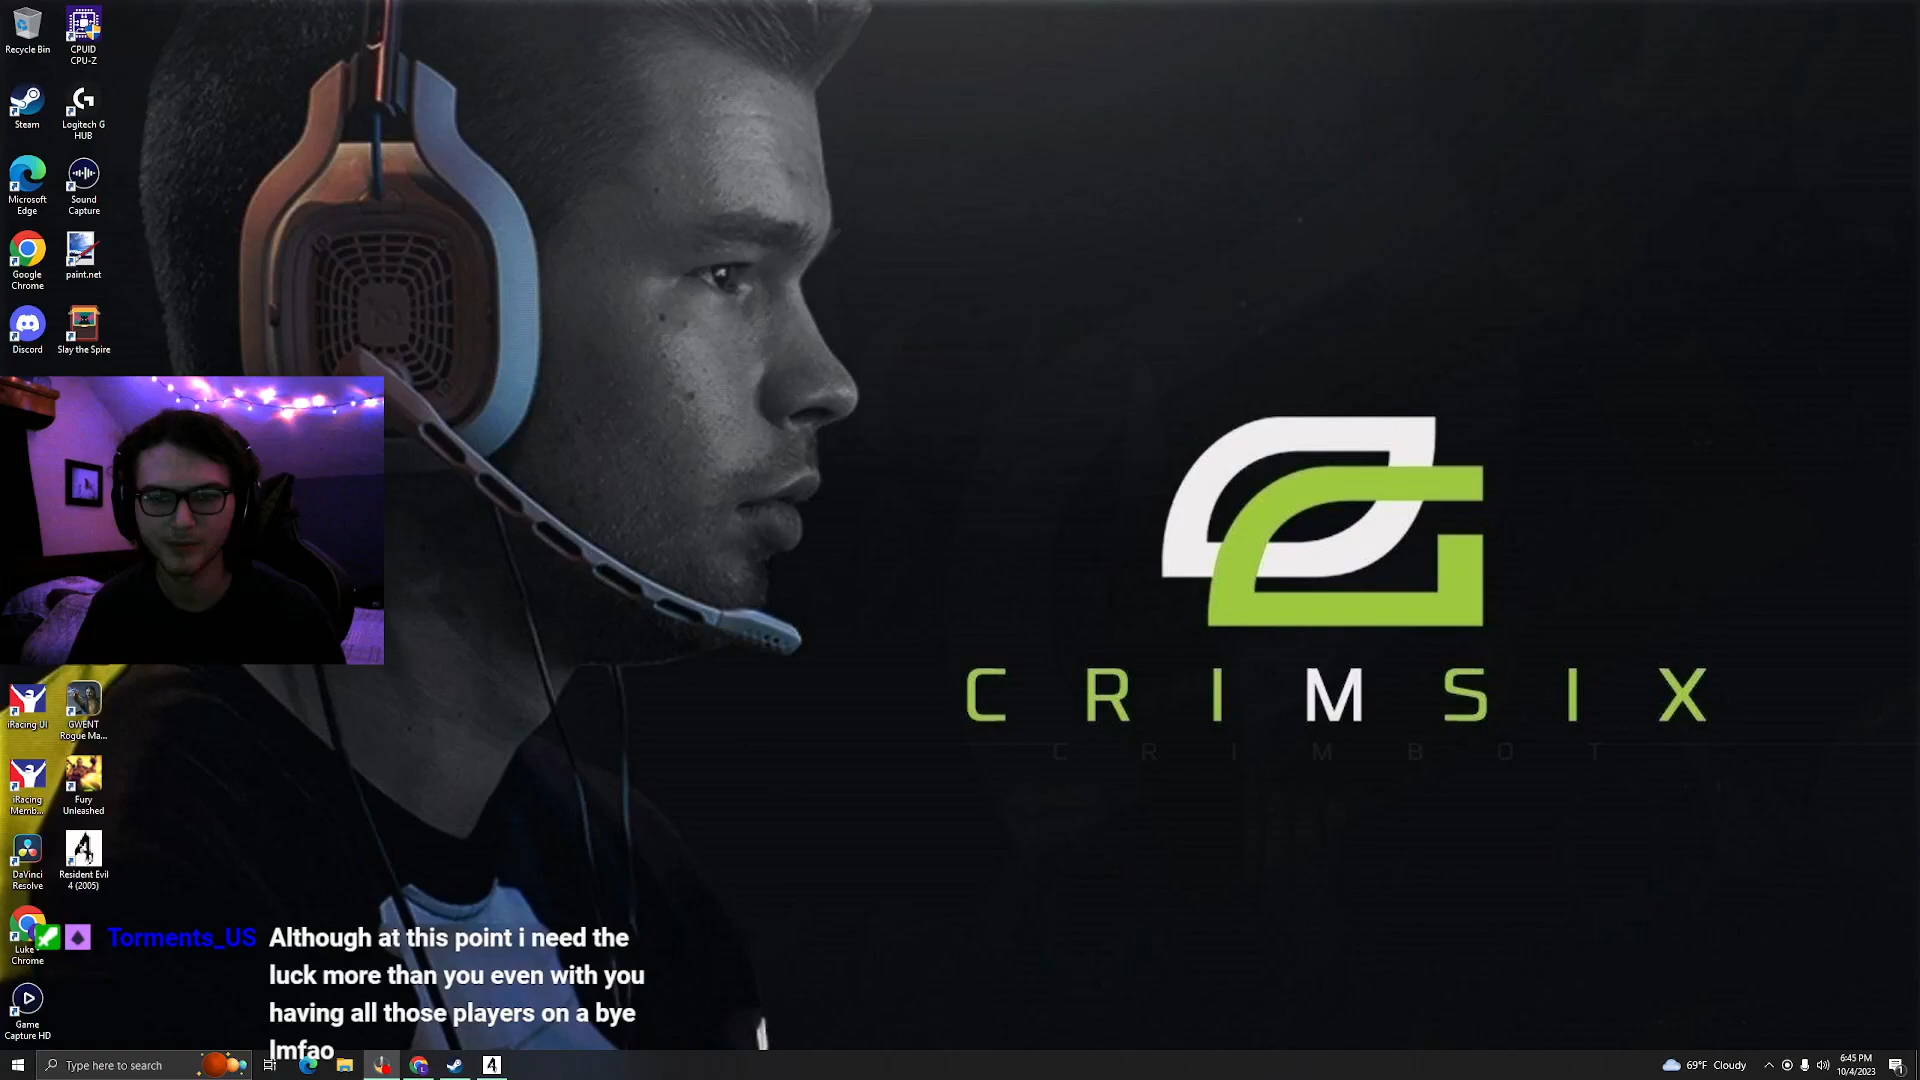 Recycle Bin
CPUID
CPU-Z
Steam
Logitech G
HUB
Microsoft
Edge
Sound
Capture
Google
Chrome
paint.net
Discord
Slay the Spire
iRacing UI
GWENT
Rogue Ma...
iRacing
Memb...
Fury
Unleashed
DaVinci
Resolve
Resident Evil
4 (2005)
Luke -
Chrome
Game
Capture HD
CRIMSIX
CRIMBOT
Torments_US Although at this point i need the
luck more than you even with you
having all those players on a bye
lmfao
Type here to search
69°F Cloudy
6:45 PM
10/4/2023